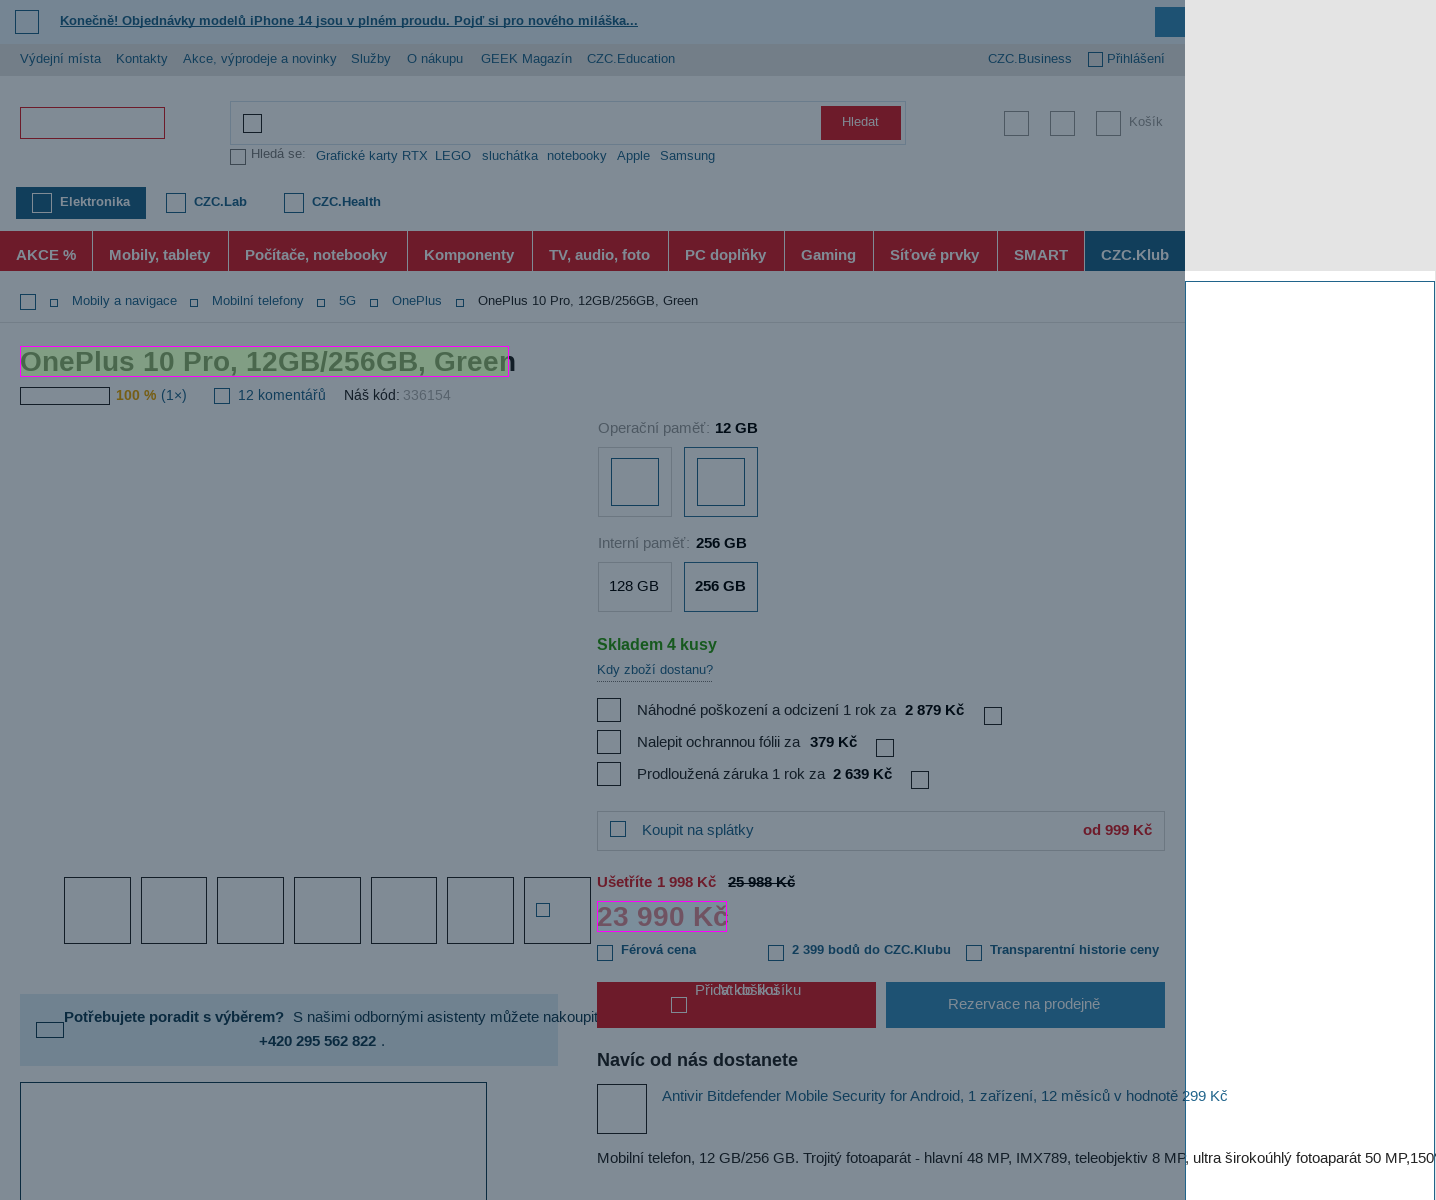 Konečně! Objednávky modelů iPhone 14 jsou v plném proudu. Pojď si pro nového miláška...
Výdejní místa Kontakty Akce, výprodeje a novinky Služby O nákupu GEEK Magazín CZC.Education CZC.Business Přihlášení
Hledat Košík
Hledá se: Grafické karty RTX LEGO sluchátka notebooky Apple Samsung
Elektronika CZC.Lab CZC.Health
AKCE % Mobily, tablety Počítače, notebooky Komponenty TV, audio, foto PC doplňky Gaming Síťové prvky SMART CZC.Klub
Mobily a navigace Mobilní telefony 5G OnePlus OnePlus 10 Pro, 12GB/256GB, Green
OnePlus 10 Pro, 12GB/256GB, Green
100 % (1×) 12 komentářů Náš kód: 336154
Operační paměť: 12 GB
Interní paměť: 256 GB
128 GB 256 GB
Skladem 4 kusy
Kdy zboží dostanu?
Náhodné poškození a odcizení 1 rok za 2 879 Kč
Nalepit ochrannou fólii za 379 Kč
Prodloužená záruka 1 rok za 2 639 Kč
Koupit na splátky od 999 Kč
Ušetříte 1 998 Kč 25 988 Kč
23 990 Kč
Férová cena 2 399 bodů do CZC.Klubu Transparentní historie ceny
Přidat do košíku V košíku Rezervace na prodejně
Potřebujete poradit s výběrem? S našimi odbornými asistenty můžete nakoupit
+420 295 562 822 .
Navíc od nás dostanete
Antivir Bitdefender Mobile Security for Android, 1 zařízení, 12 měsíců v hodnotě 299 Kč
Mobilní telefon, 12 GB/256 GB. Trojitý fotoaparát - hlavní 48 MP, IMX789, teleobjektiv 8 MP, ultra širokoúhlý fotoaparát 50 MP,150°